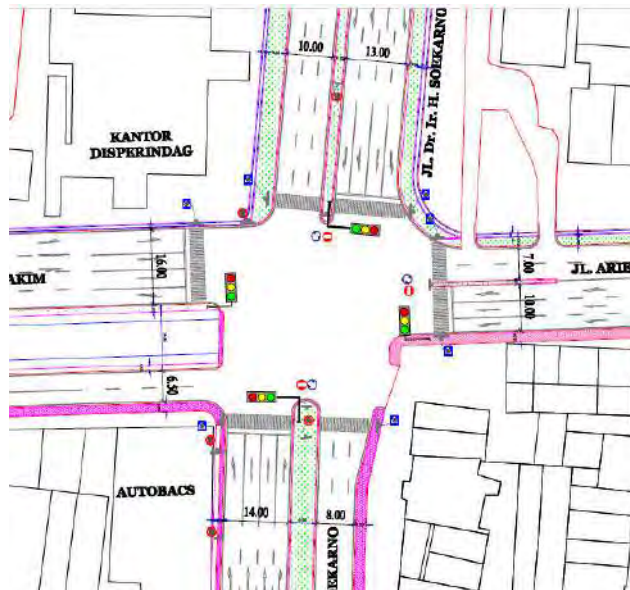 10.00
13.00
JL. Dr. Ir. H. SOEKARNO
KANTOR
DISPERINDAG
16.00
AKIM
7.00
JL. ARIE
10.00
6.50
AUTOBACS
14.00
8.00
EKARNO